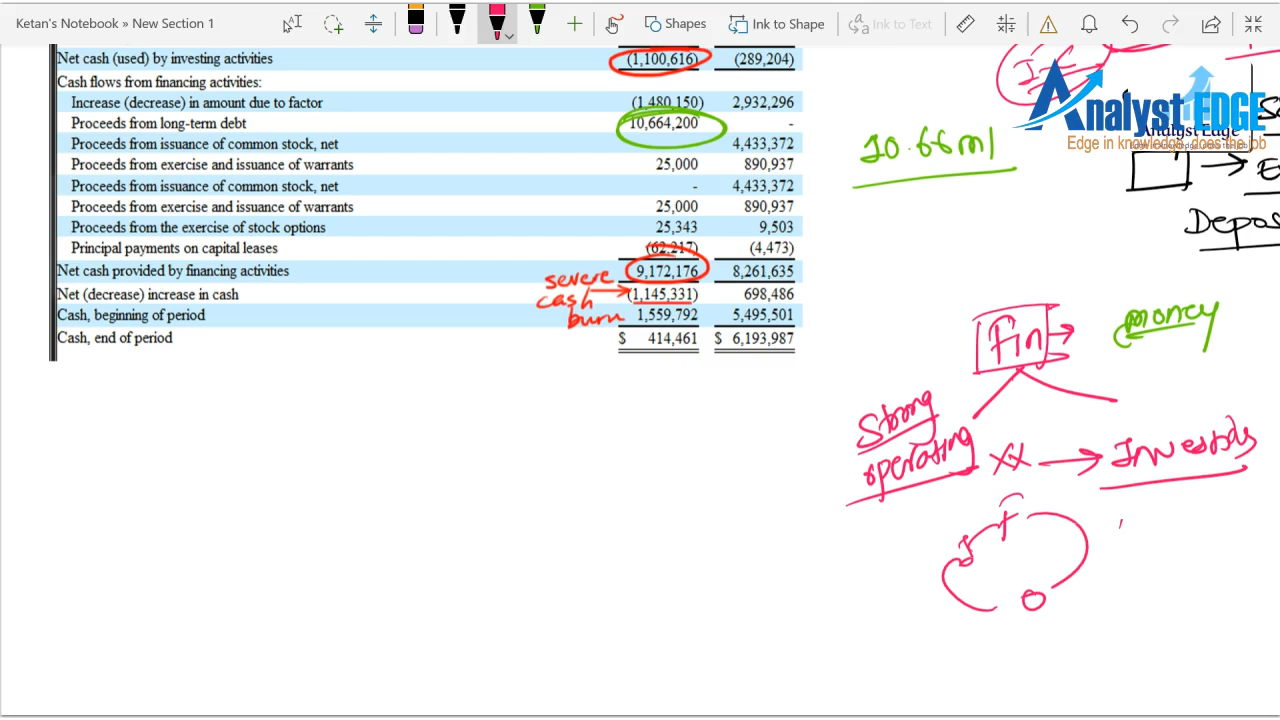 Ketan's Notebook » New Section 1
Shapes
Ink to Shape
Ink to Text
Net cash (used) by investing activities (1,100,616) (289,204)
Cash flows from financing activities:
Increase (decrease) in amount due to factor (1,480,150) 2,932,296
Proceeds from long-term debt 10,664,200 -
Proceeds from issuance of common stock, net 4,433,372
Proceeds from exercise and issuance of warrants 25,000 890,937
Proceeds from issuance of common stock, net - 4,433,372
Proceeds from exercise and issuance of warrants 25,000 890,937
Proceeds from the exercise of stock options 25,343 9,503
Principal payments on capital leases (62,217) (4,473)
Net cash provided by financing activities 9,172,176 8,261,635
Net (decrease) increase in cash (1,145,331) 698,486
Cash, beginning of period 1,559,792 5,495,501
Cash, end of period $ 414,461 $ 6,193,987
severe
cash
burn
Analyst EDGE
Analyst Edge
Edge in knowledge, does the job
10.66ml
Depos
Fin
money
Strong
operating
XX
I
F
O